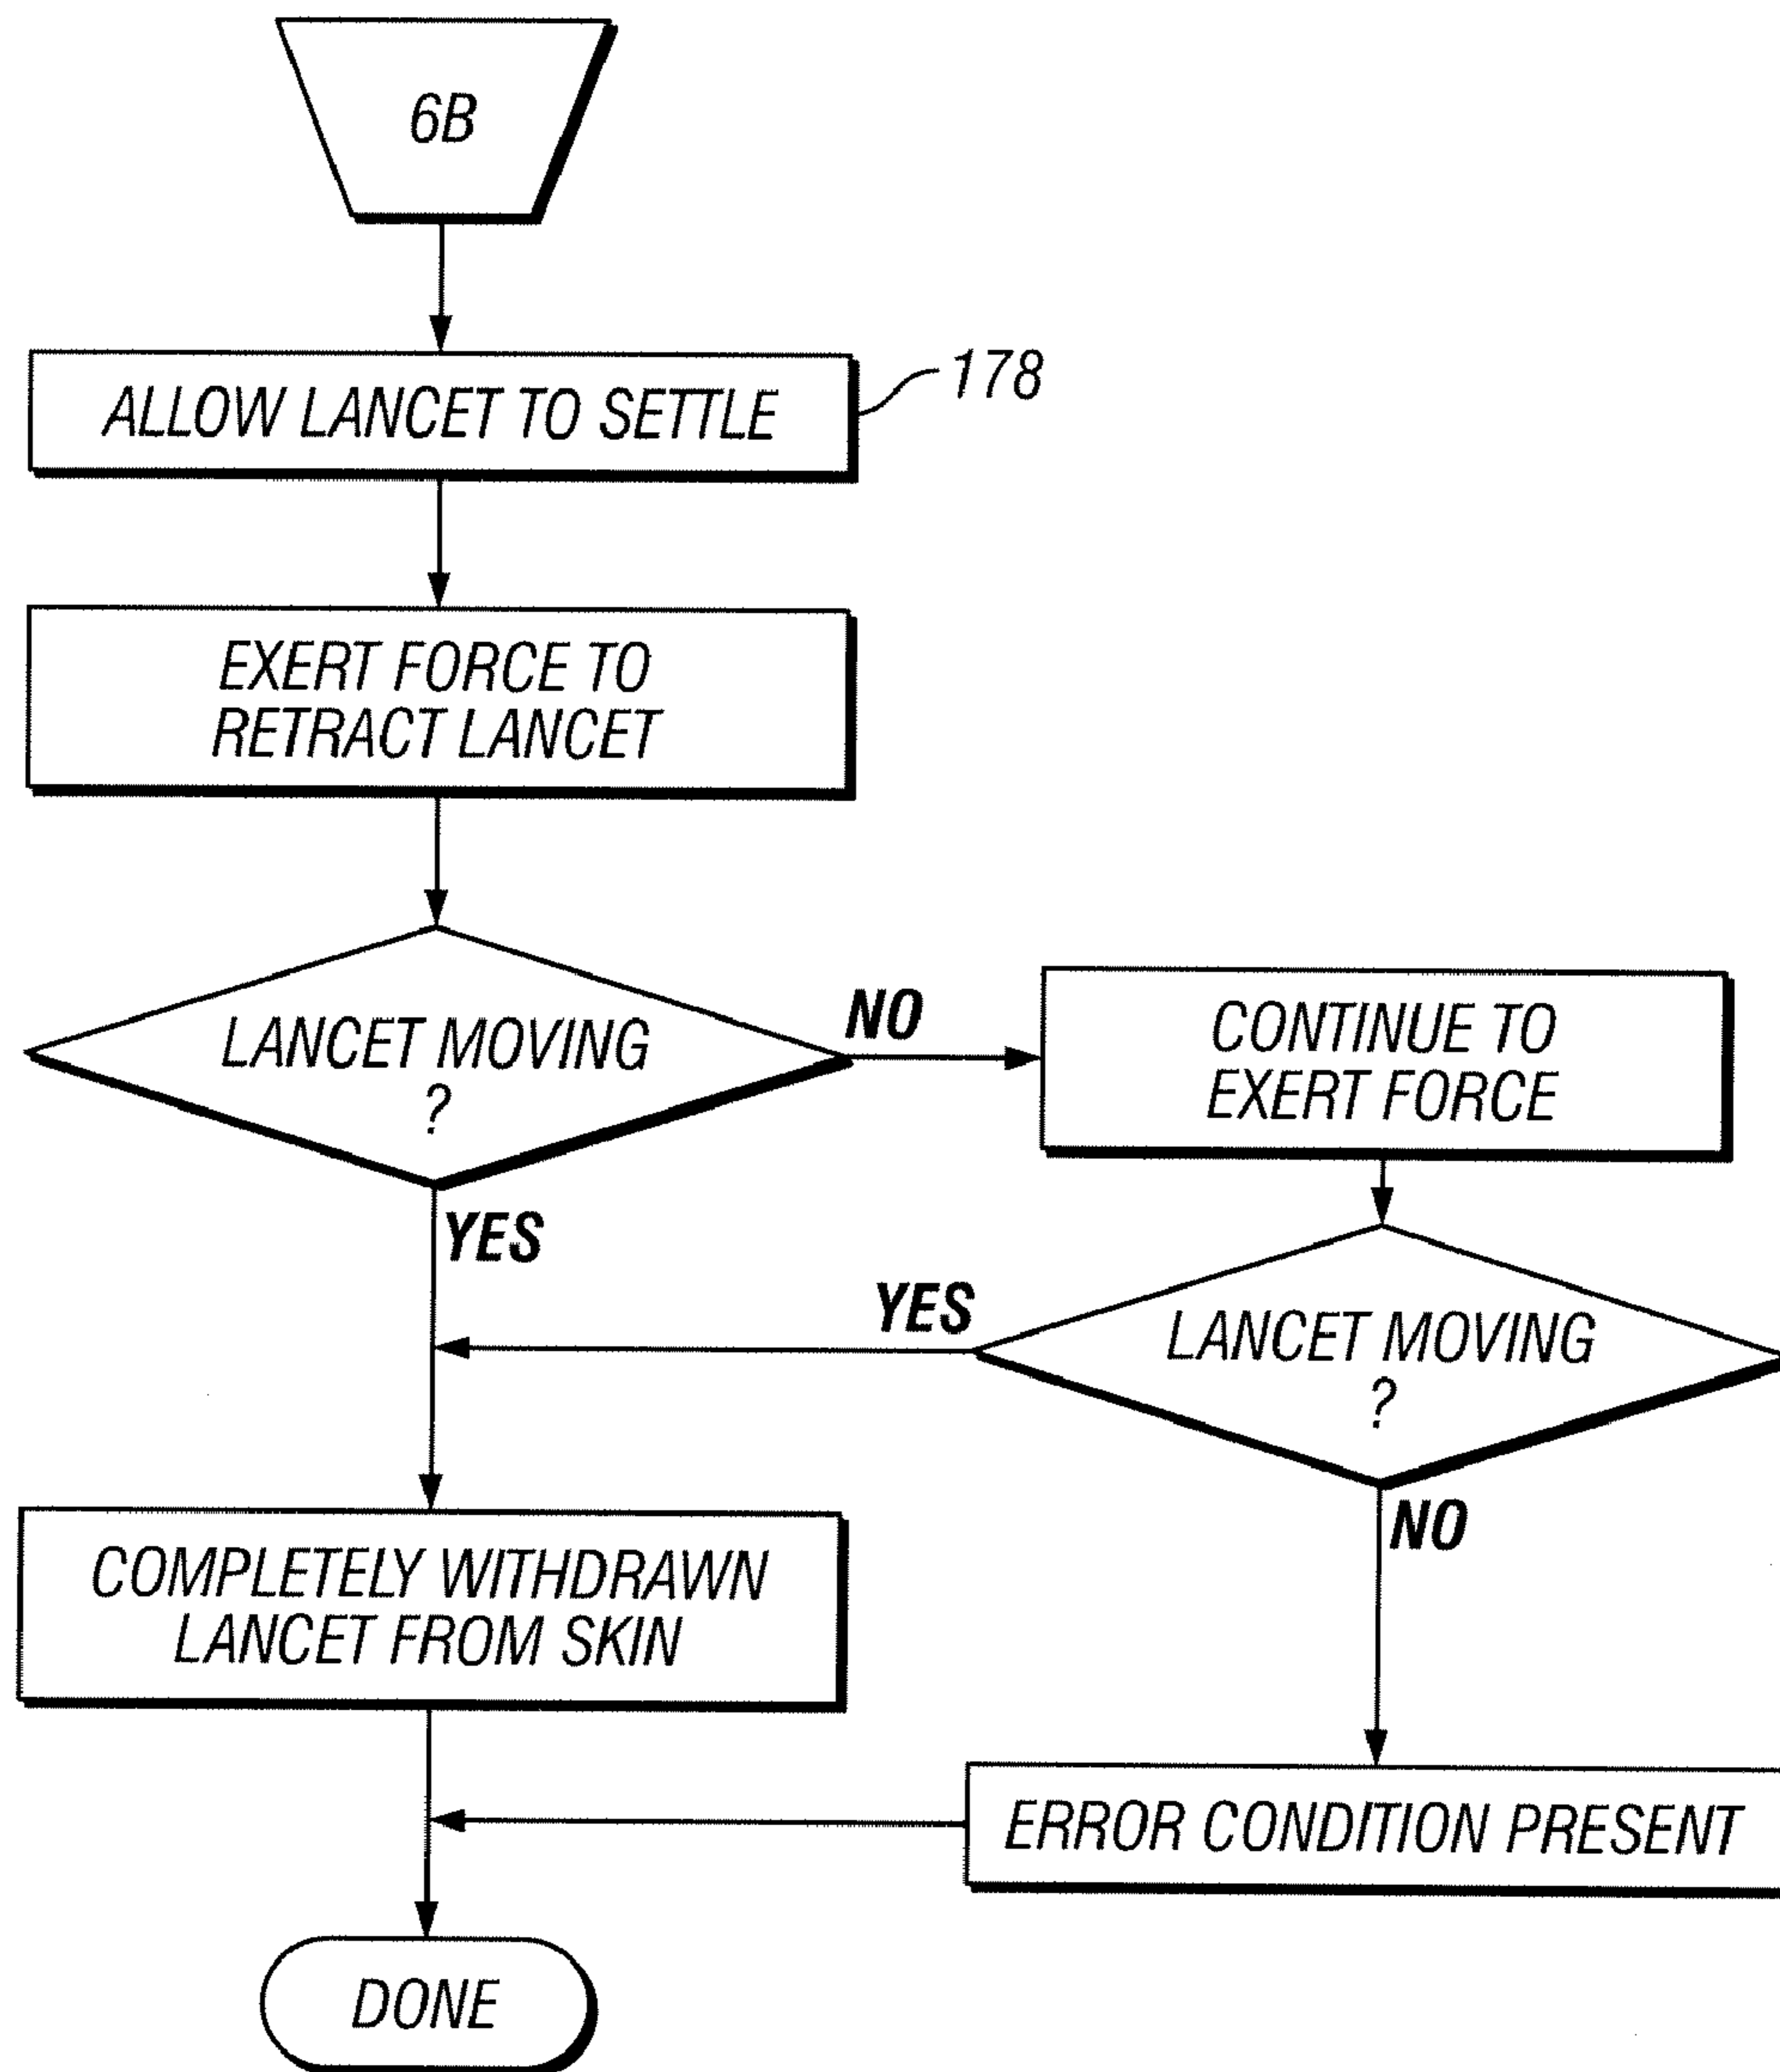 6B
ALLOW LANCET TO SETTLE
178
EXERT FORCE TO
RETRACT LANCET
LANCET MOVING
?
NO
CONTINUE TO
EXERT FORCE
YES
YES
LANCET MOVING
?
NO
COMPLETELY WITHDRAWN
LANCET FROM SKIN
ERROR CONDITION PRESENT
DONE